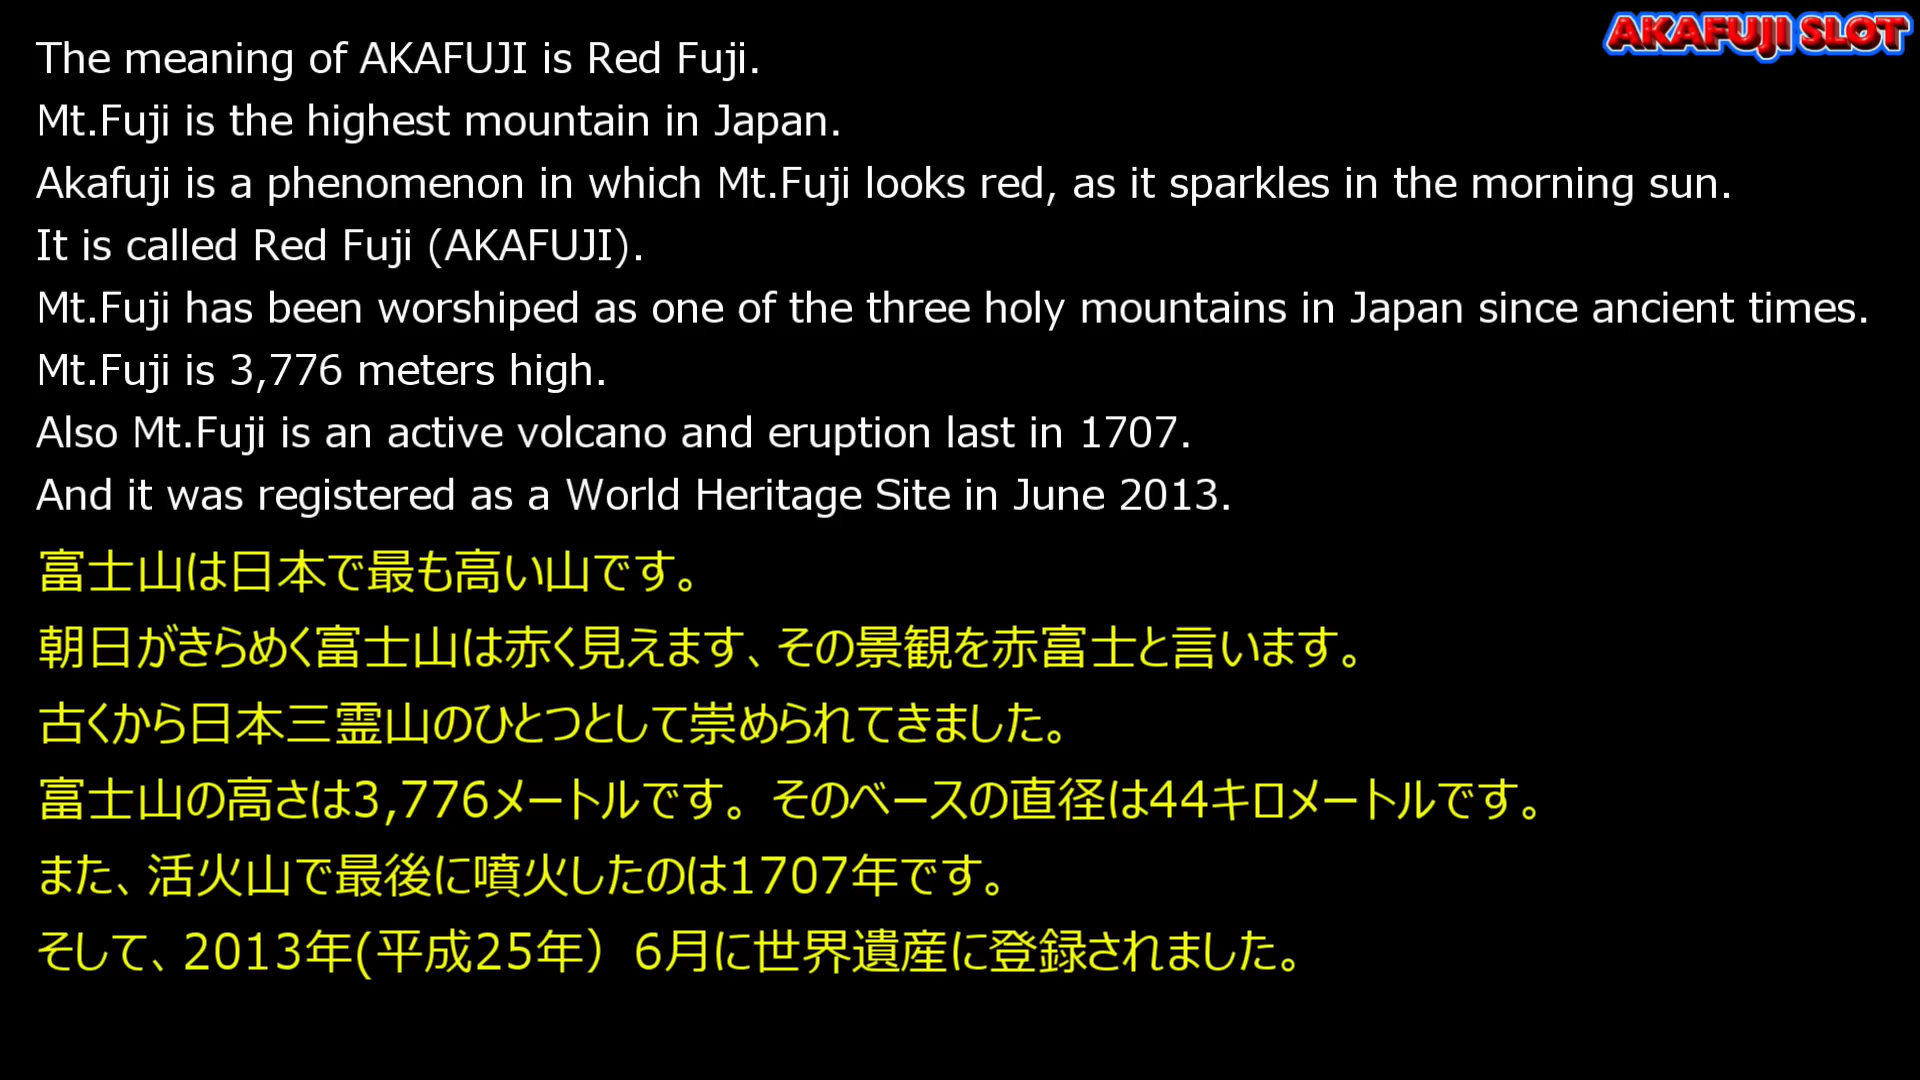 AKAFUJI SLOT
The meaning of AKAFUJI is Red Fuji.
Mt.Fuji is the highest mountain in Japan.
Akafuji is a phenomenon in which Mt.Fuji looks red, as it sparkles in the morning sun.
It is called Red Fuji (AKAFUJI).
Mt.Fuji has been worshiped as one of the three holy mountains in Japan since ancient times.
Mt.Fuji is 3,776 meters high.
Also Mt.Fuji is an active volcano and eruption last in 1707.
And it was registered as a World Heritage Site in June 2013.
富士山は日本で最も高い山です。
朝日がきらめく富士山は赤く見えます、その景観を赤富士と言います。
古くから日本三霊山のひとつとして崇められてきました。
富士山の高さは3,776メートルです。そのベースの直径は44キロメートルです。
また、活火山で最後に噴火したのは1707年です。
そして、2013年(平成25年）6月に世界遺産に登録されました。